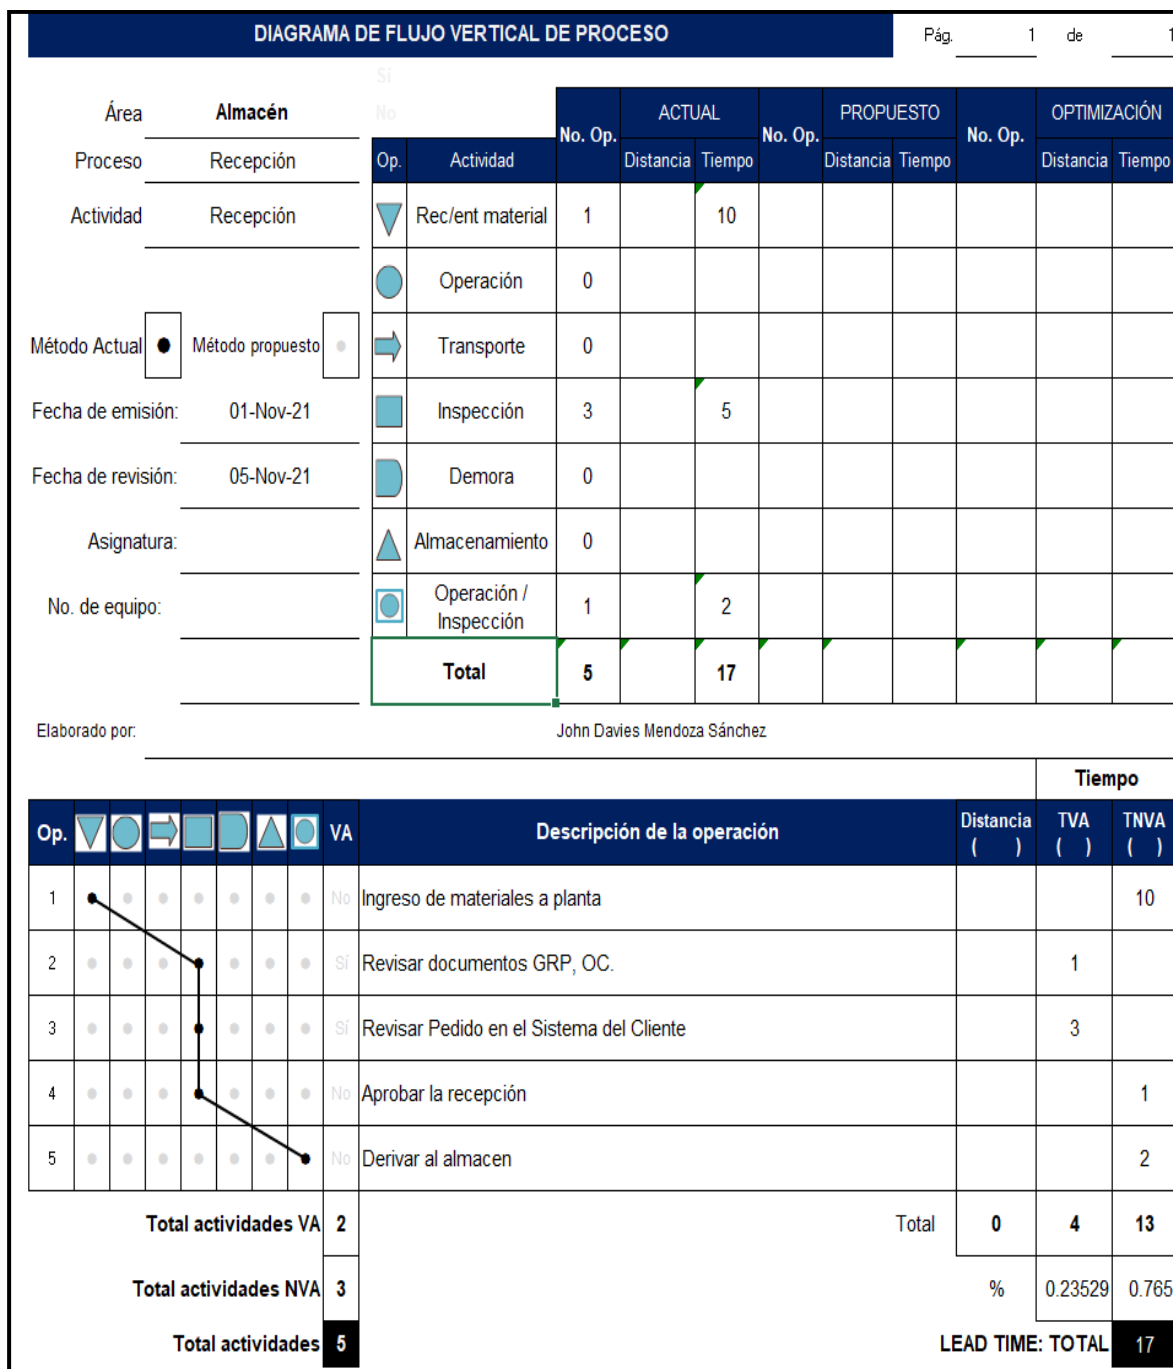 DIAGRAMA DE FLUJO VERTICAL DE PROCESO Pág. 1 de 1
Sí
Área Almacén No No. Op. ACTUAL No. Op. PROPUESTO No. Op. OPTIMIZACIÓN
Proceso Recepción Op. Actividad Distancia Tiempo Distancia Tiempo Distancia Tiempo
Actividad Recepción Rec/ent material 1 10
Operación 0
Método Actual Método propuesto Transporte 0
Fecha de emisión: 01-Nov-21 Inspección 3 5
Fecha de revisión: 05-Nov-21 Demora 0
Asignatura: Almacenamiento 0
No. de equipo: Operación / Inspección 1 2
Total 5 17
Elaborado por: John Davies Mendoza Sánchez
Tiempo
Op. VA Descripción de la operación Distancia ( ) TVA ( ) TNVA ( )
1 No Ingreso de materiales a planta 10
2 Sí Revisar documentos GRP, OC. 1
3 Sí Revisar Pedido en el Sistema del Cliente 3
4 No Aprobar la recepción 1
5 No Derivar al almacen 2
Total actividades VA 2 Total 0 4 13
Total actividades NVA 3 % 0.23529 0.765
Total actividades 5 LEAD TIME: TOTAL 17